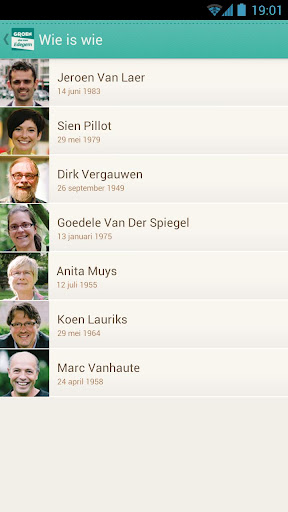 19:01
GROEN
Edegem
Wie is wie
Jeroen Van Laer
14 juni 1983
Sien Pillot
29 mei 1979
Dirk Vergauwen
26 september 1949
Goedele Van Der Spiegel
13 januari 1975
Anita Muys
12 juli 1955
Koen Lauriks
29 mei 1964
Marc Vanhaute
24 april 1958